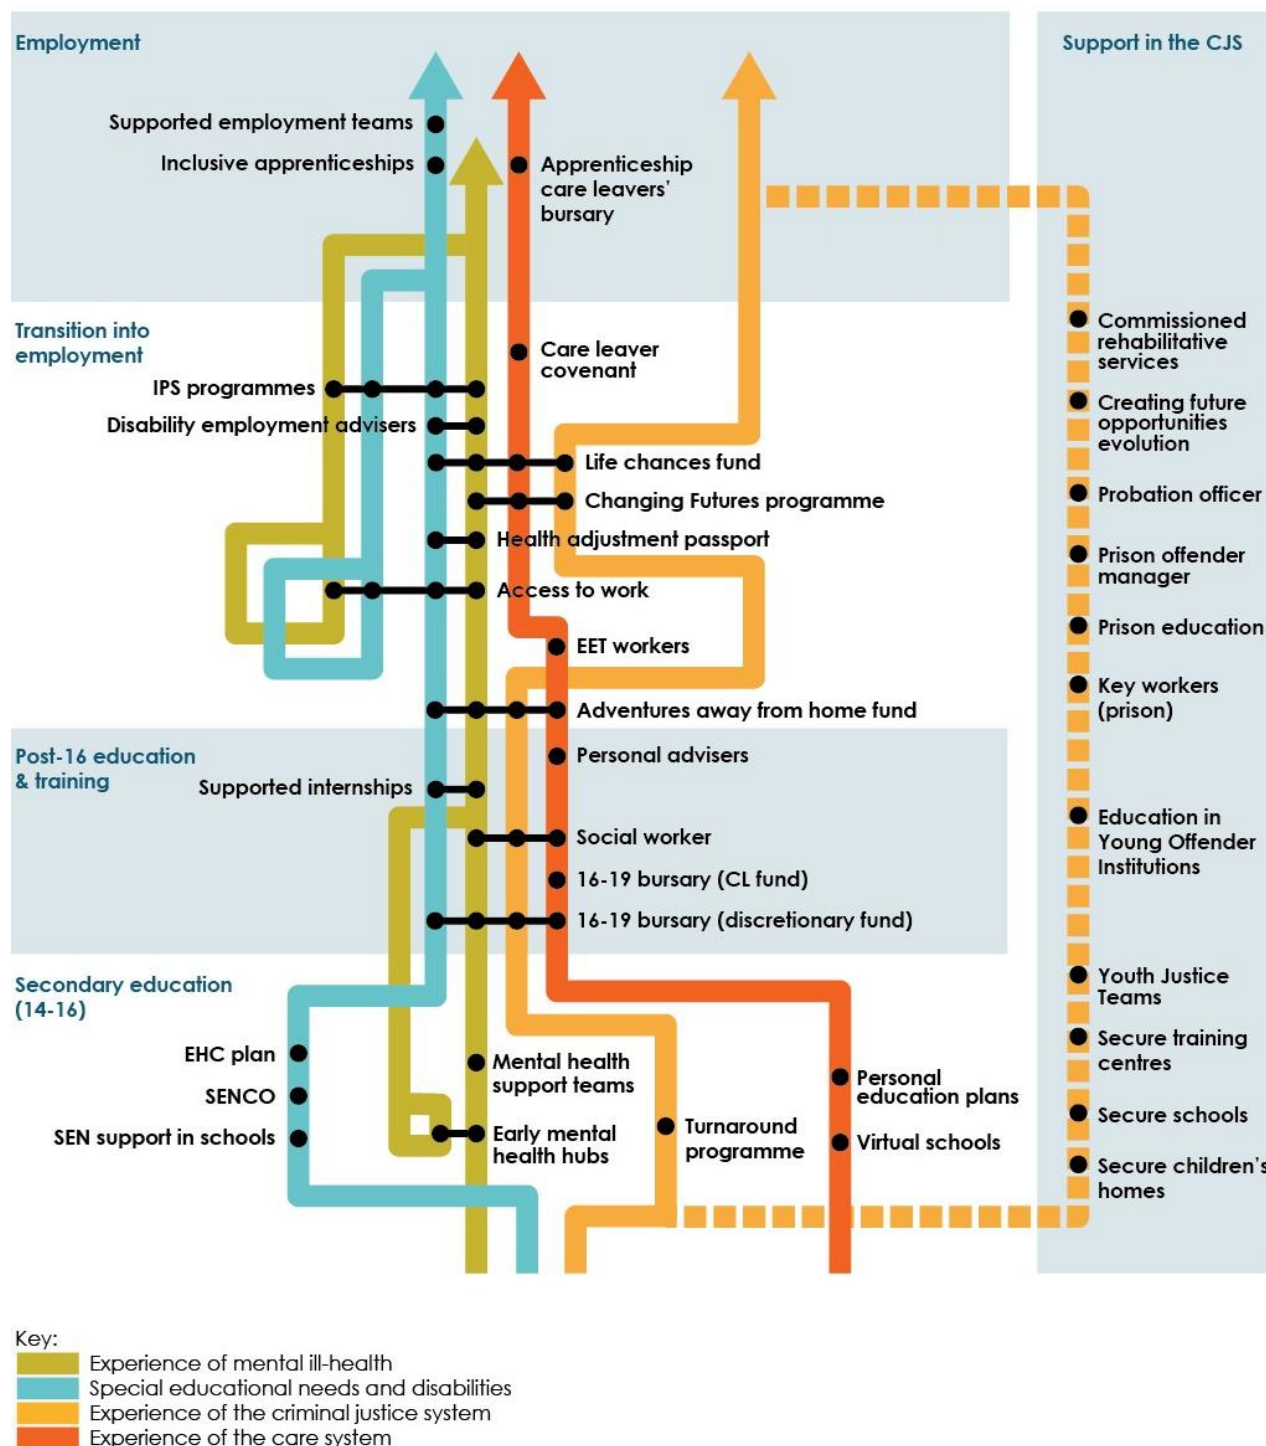 Employment
Support in the CJS
Supported employment teams
Inclusive apprenticeships
Apprenticeship
care leavers’
bursary
Transition into
employment
Care leaver
covenant
IPS programmes
Disability employment advisers
Life chances fund
Changing Futures programme
Health adjustment passport
Access to work
EET workers
Adventures away from home fund
Post-16 education
& training
Personal advisers
Supported internships
Social worker
16-19 bursary (CL fund)
16-19 bursary (discretionary fund)
Secondary education
(14-16)
EHC plan
SENCO
SEN support in schools
Mental health
support teams
Early mental
health hubs
Turnaround
programme
Personal
education plans
Virtual schools
Commissioned
rehabilitative
services
Creating future
opportunities
evolution
Probation officer
Prison offender
manager
Prison education
Key workers
(prison)
Education in
Young Offender
Institutions
Youth Justice
Teams
Secure training
centres
Secure schools
Secure children’s
homes
Key:
Experience of mental ill-health
Special educational needs and disabilities
Experience of the criminal justice system
Experience of the care system